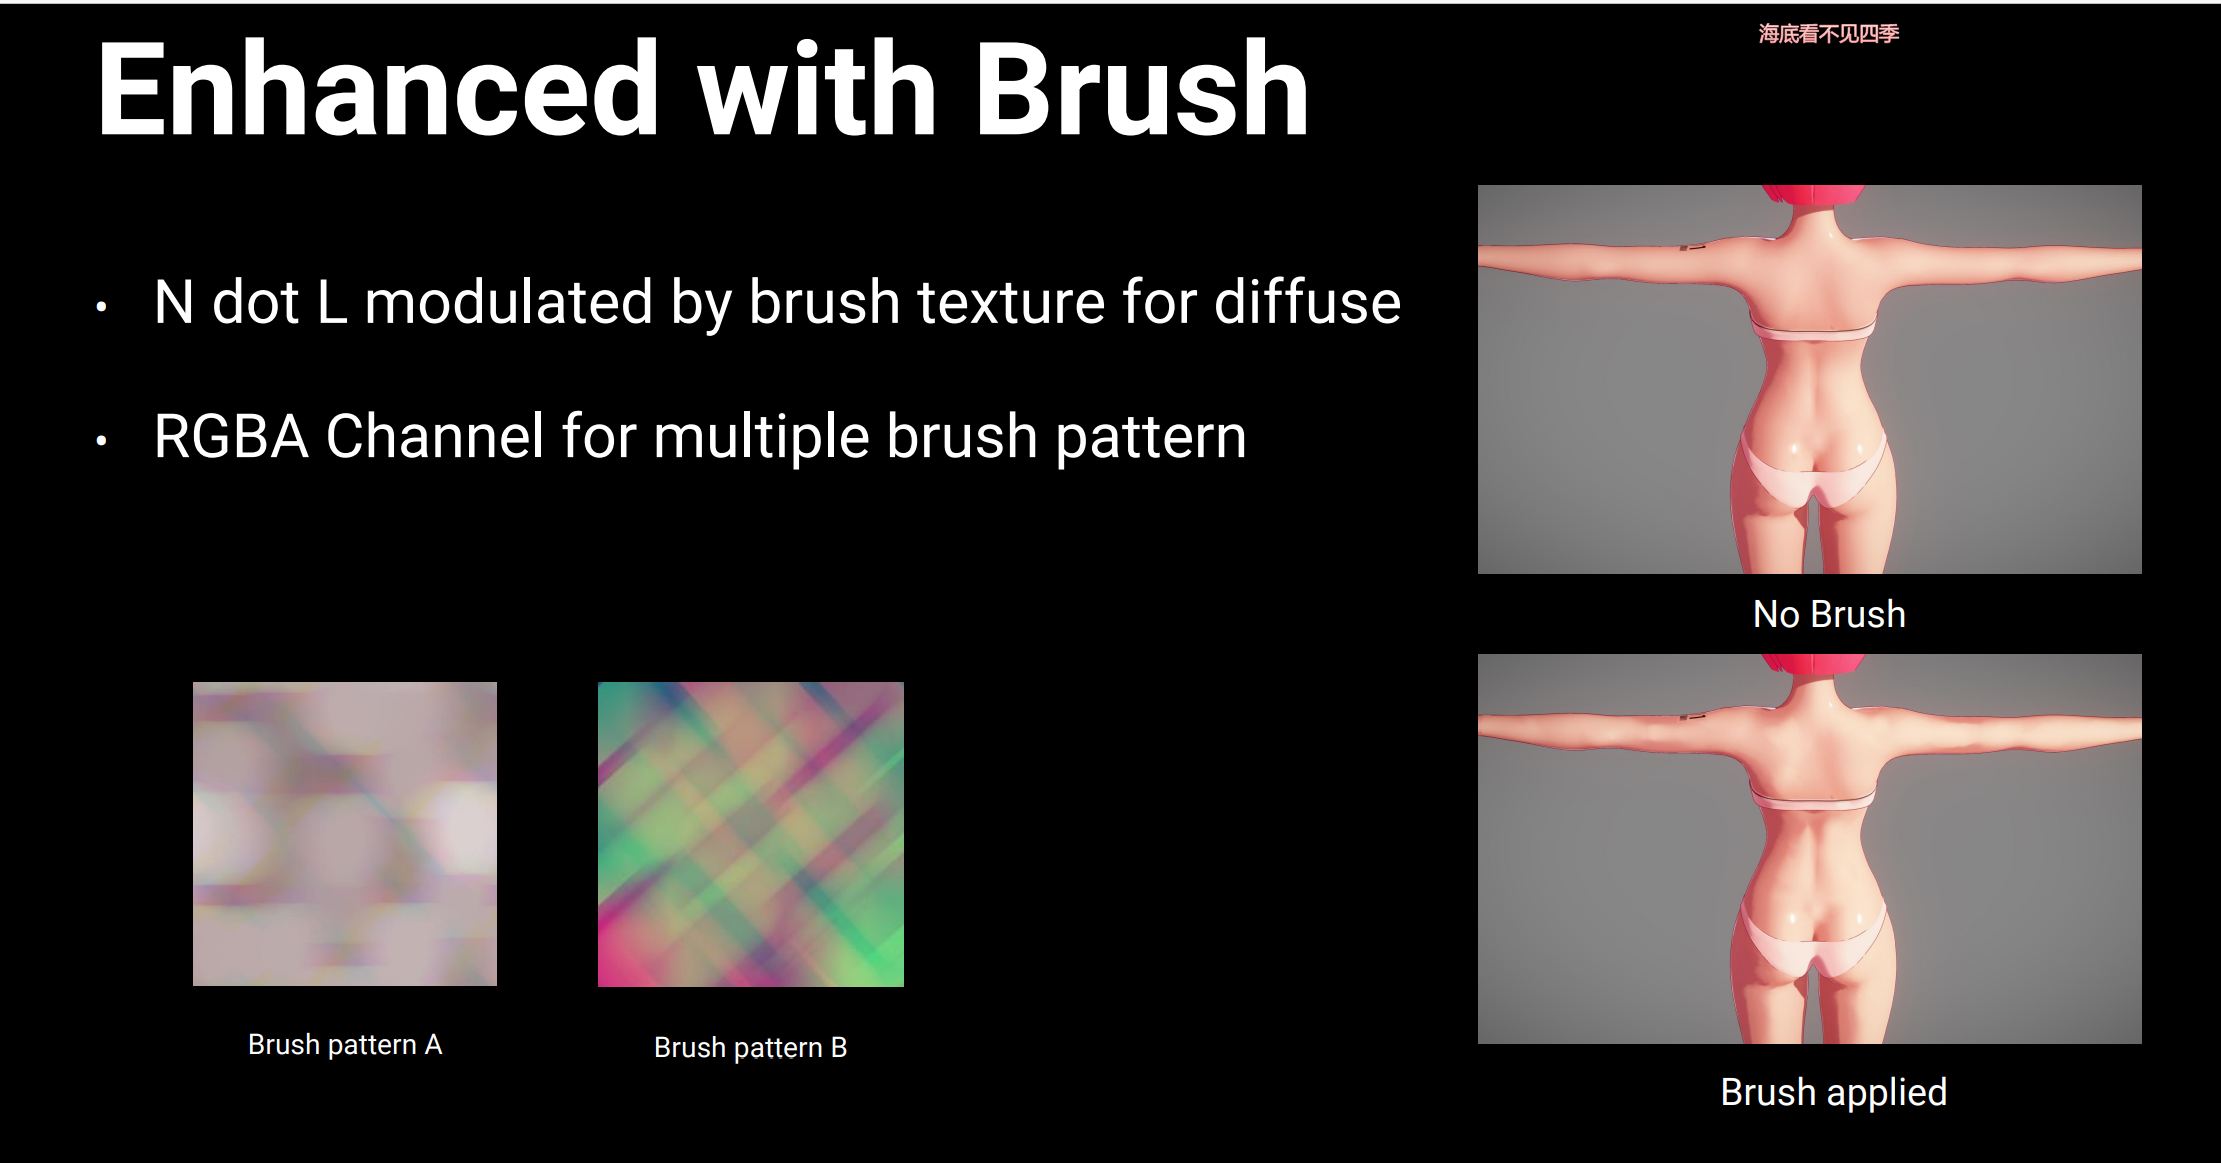 海底看不见四季
Enhanced with Brush
• N dot L modulated by brush texture for diffuse
• RGBA Channel for multiple brush pattern
No Brush
Brush pattern A
Brush pattern B
Brush applied